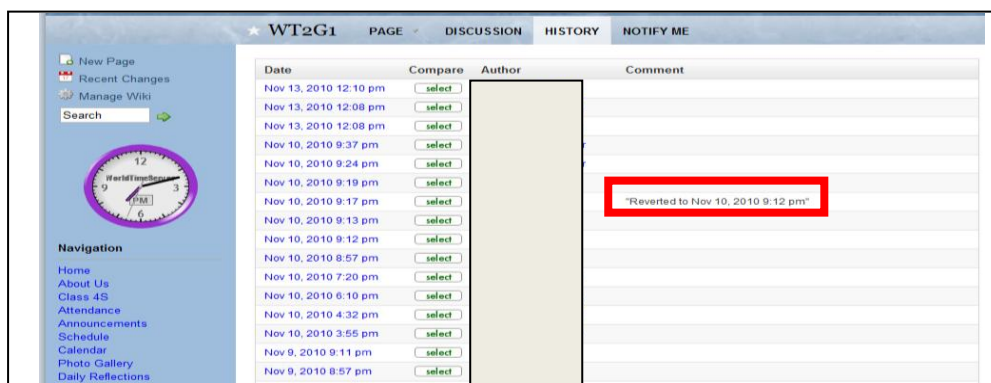 WT2G1 PAGE DISCUSSION HISTORY NOTIFY ME
New Page
Recent Changes
Manage Wiki
Search
12
WorldTimeServer
9 3
PM
6
Navigation
Home
About Us
Class 4S
Attendance
Announcements
Schedule
Calendar
Photo Gallery
Daily Reflections
Date Compare Author Comment
Nov 13, 2010 12:10 pm select
Nov 13, 2010 12:08 pm select
Nov 13, 2010 12:08 pm select
Nov 10, 2010 9:37 pm select r
Nov 10, 2010 9:24 pm select r
Nov 10, 2010 9:19 pm select
Nov 10, 2010 9:17 pm select "Reverted to Nov 10, 2010 9:12 pm"
Nov 10, 2010 9:13 pm select
Nov 10, 2010 9:12 pm select
Nov 10, 2010 8:57 pm select
Nov 10, 2010 7:20 pm select
Nov 10, 2010 6:10 pm select
Nov 10, 2010 4:32 pm select
Nov 10, 2010 3:55 pm select
Nov 9, 2010 9:11 pm select
Nov 9, 2010 8:57 pm select